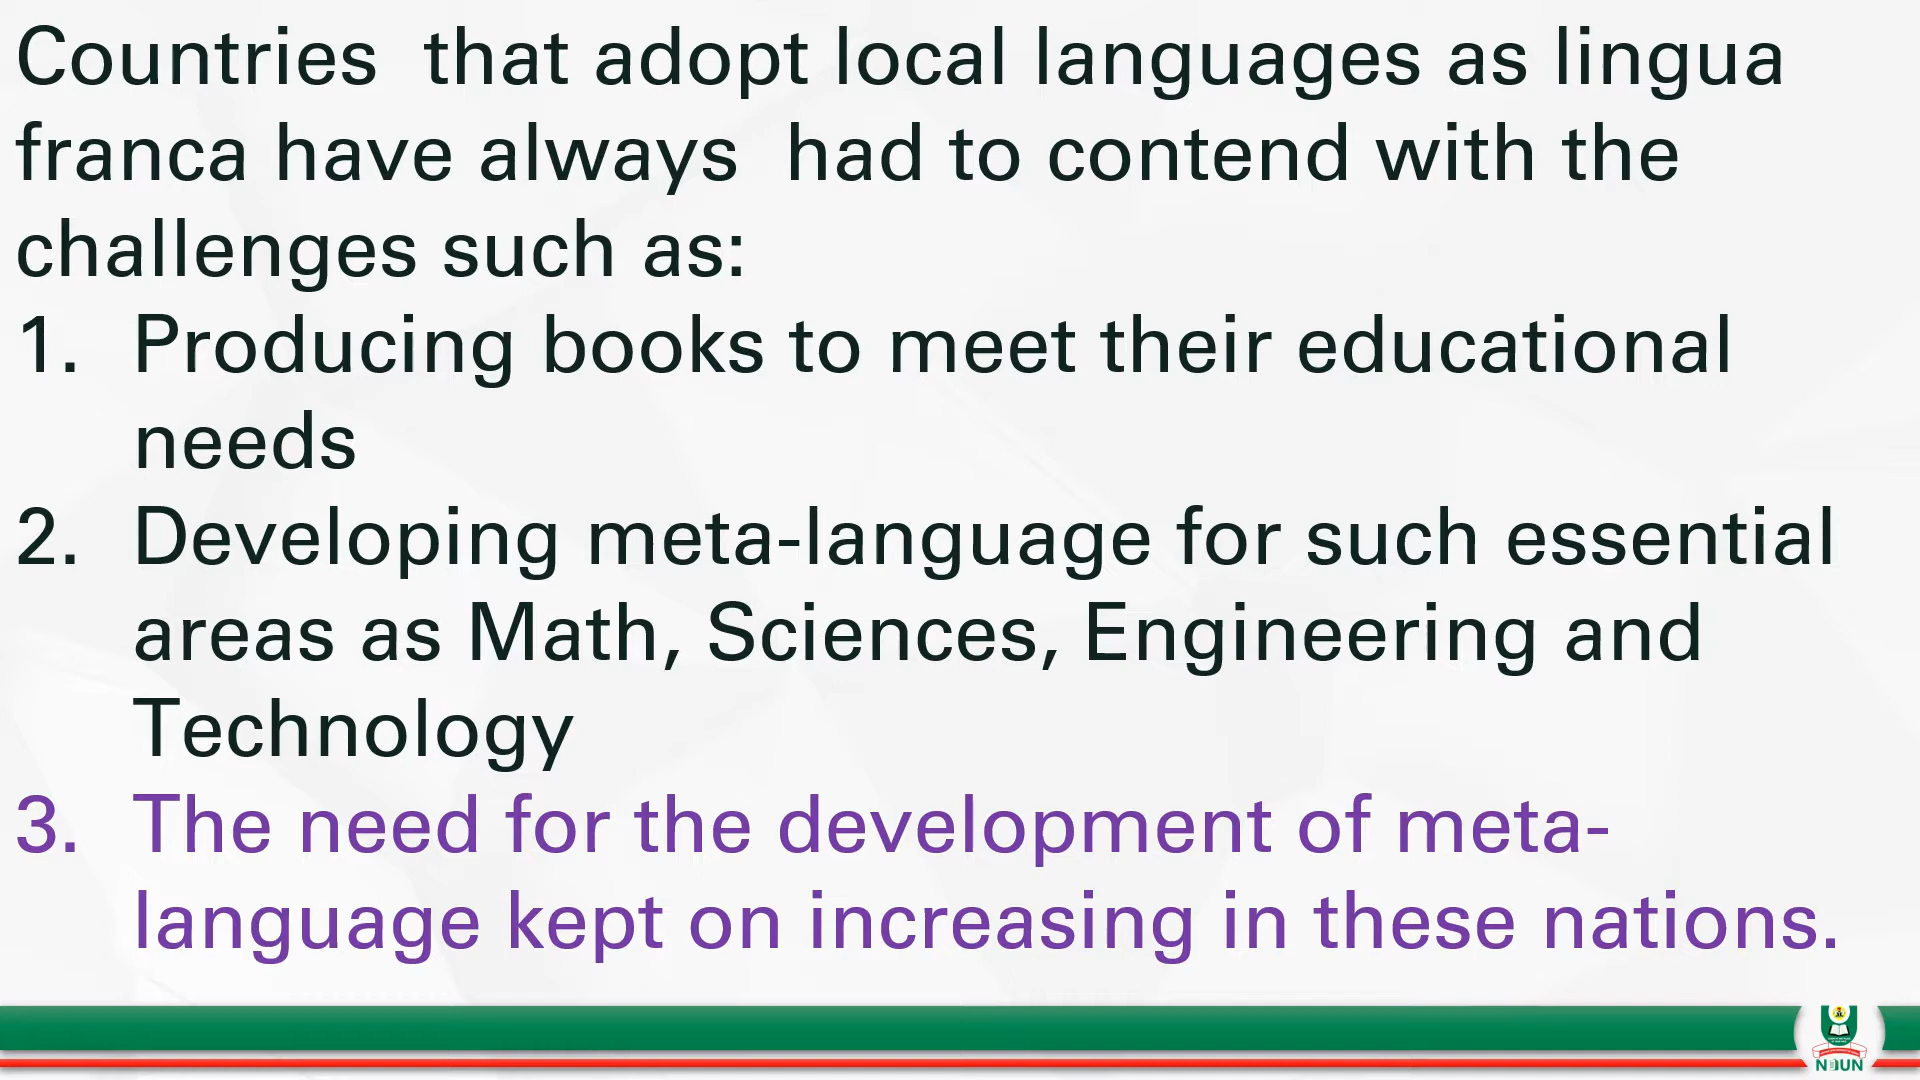 Countries  that adopt local languages as lingua
franca have always  had to contend with the
challenges such as:
1. Producing books to meet their educational
needs
2. Developing meta-language for such essential
areas as Math, Sciences, Engineering and
Technology
3. The need for the development of meta-
language kept on increasing in these nations.
NOUN